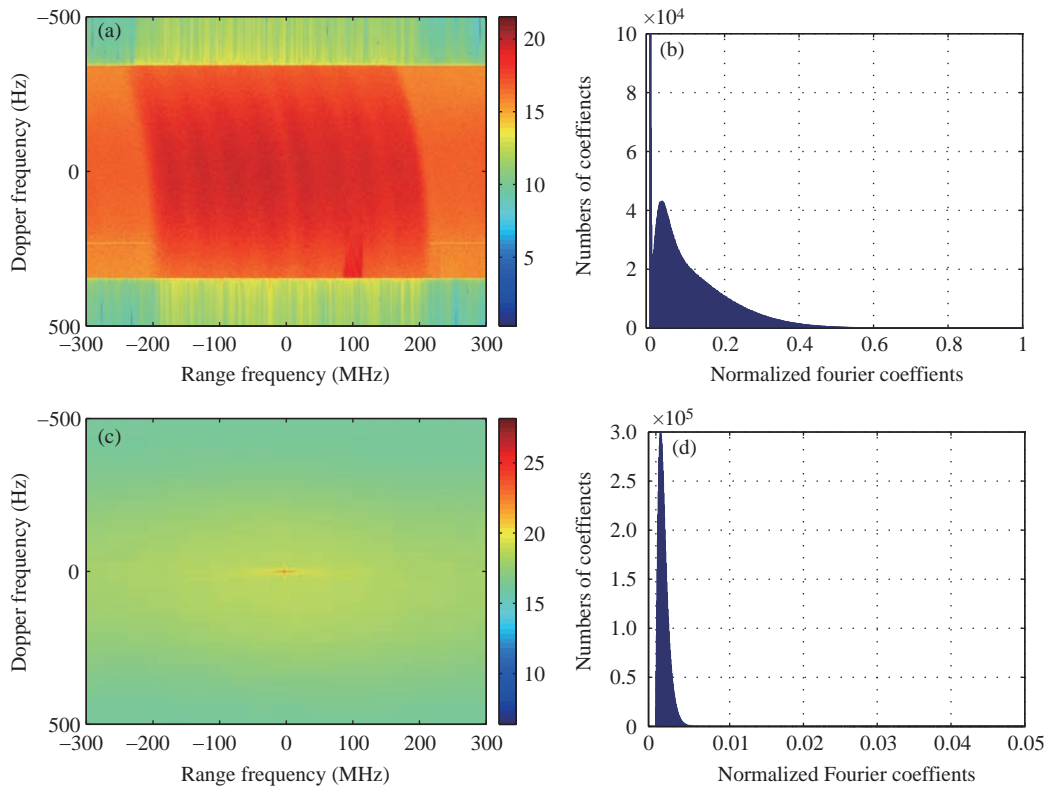 (a)
−500
0
500
Dopper frequency (Hz)
−300 −200 −100 0 100 200 300
Range frequency (MHz)
20
15
10
5
×10⁴
(b)
10
8
6
4
2
0
Numbers of coeffiencts
0 0.2 0.4 0.6 0.8 1
Normalized fourier coeffients
(c)
−500
0
500
Dopper frequency (Hz)
−300 −200 −100 0 100 200 300
Range frequency (MHz)
25
20
15
10
×10⁵
(d)
3.0
2.5
2.0
1.5
1.0
0.5
0
Numbers of coeffiencts
0 0.01 0.02 0.03 0.04 0.05
Normalized Fourier coeffients